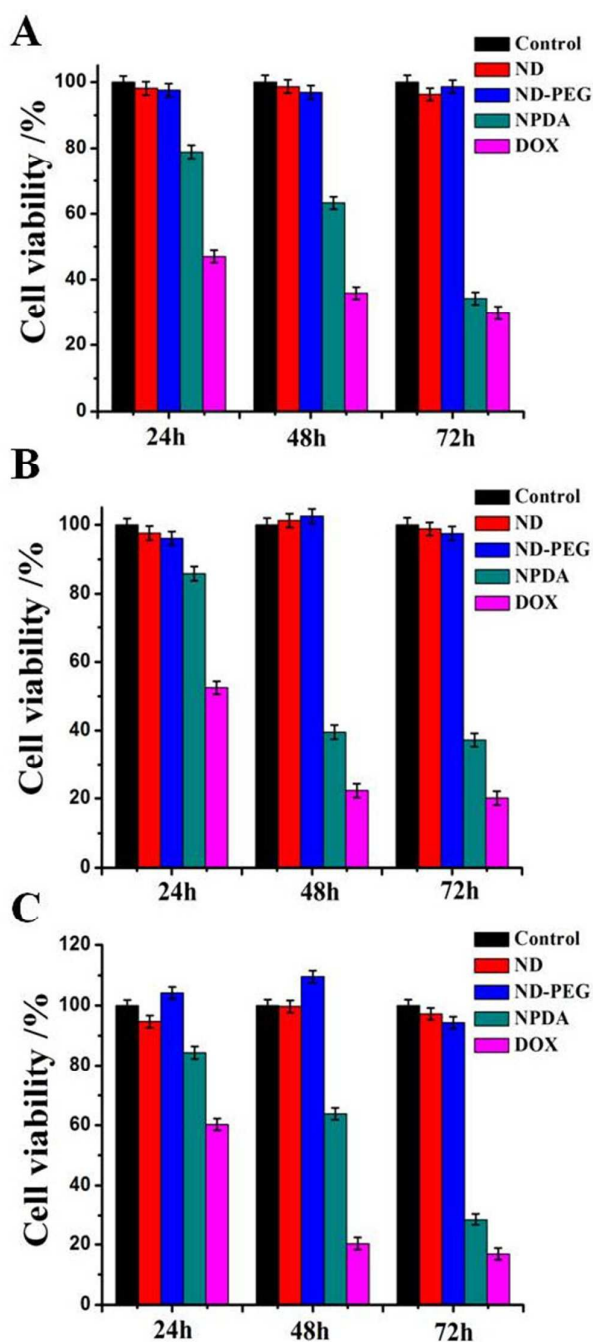 A
Cell viability /%
100
80
60
40
20
0
Control
ND
ND-PEG
NPDA
DOX
24h 48h 72h
B
Cell viability /%
100
80
60
40
20
0
Control
ND
ND-PEG
NPDA
DOX
24h 48h 72h
C
Cell viability /%
120
100
80
60
40
20
0
Control
ND
ND-PEG
NPDA
DOX
24h 48h 72h